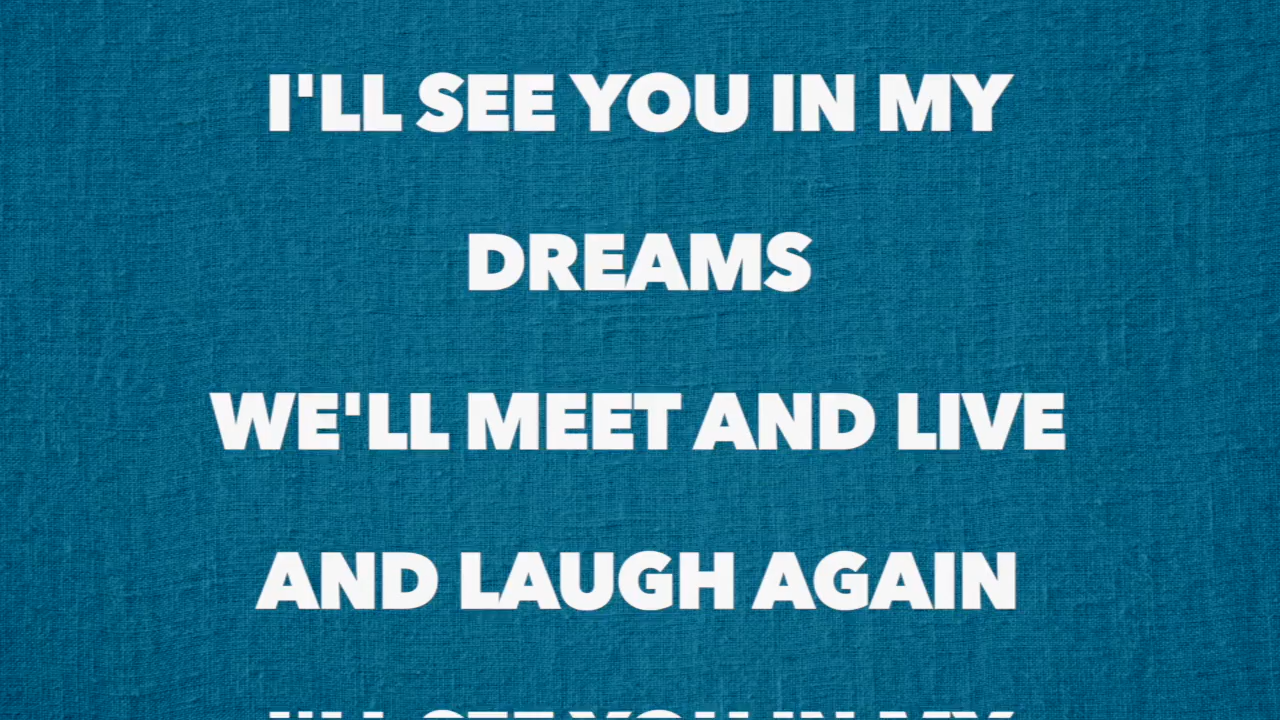 I'LL SEE YOU IN MY
DREAMS
WE'LL MEET AND LIVE
AND LAUGH AGAIN